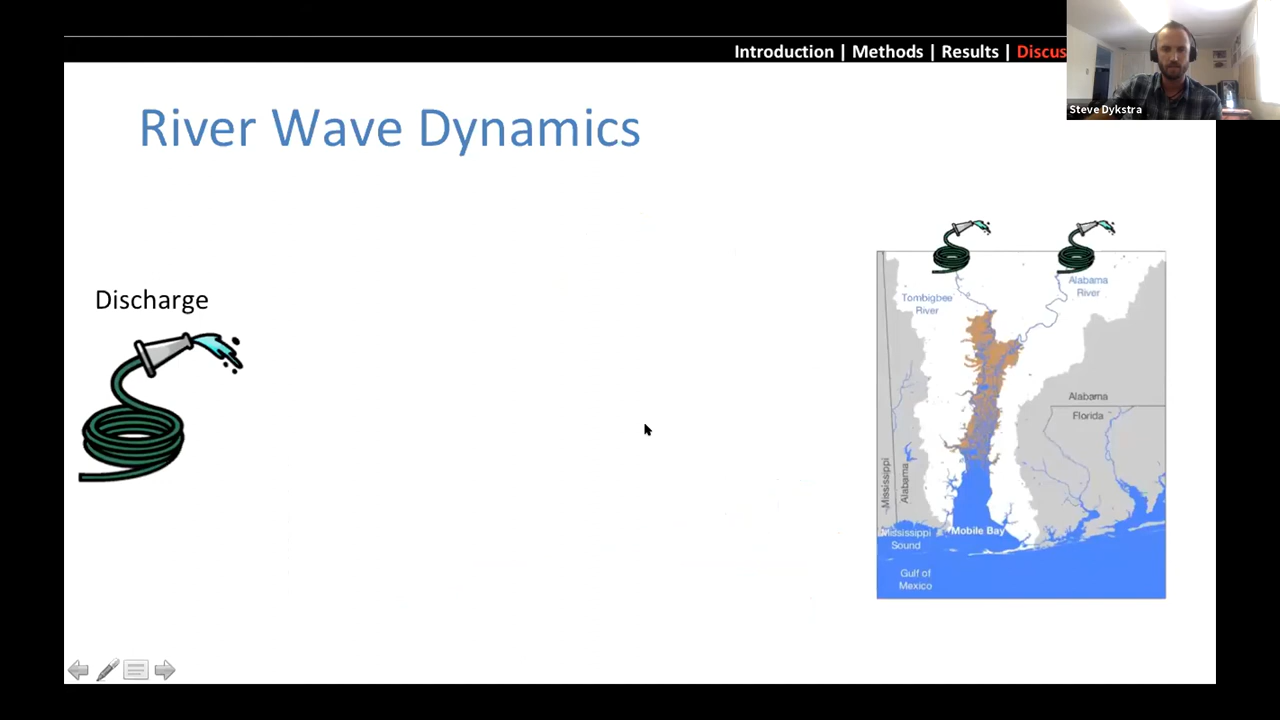 Introduction | Methods | Results | Discus
Steve Dykstra
River Wave Dynamics
Discharge
Tombigbee
River
Alabama
River
Alabama
Florida
Mississippi
Alabama
Mobile Bay
Mississippi
Sound
Gulf of
Mexico